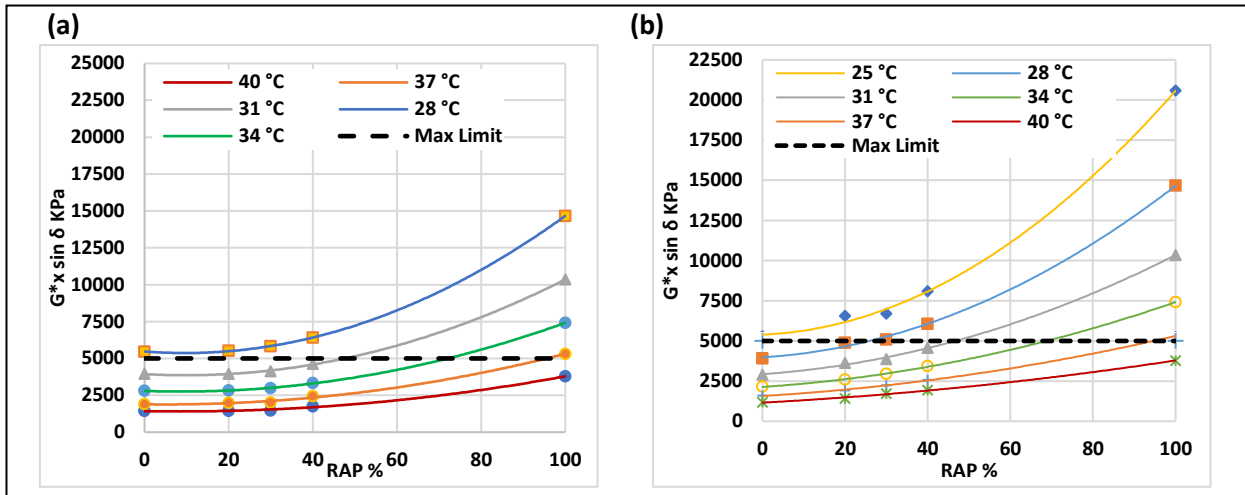 (a)
25000
22500
20000
17500
15000
12500
10000
7500
5000
2500
0
G*x sin δ KPa
40 °C 37 °C
31 °C 28 °C
34 °C Max Limit
0 20 40 60 80 100
RAP %
(b)
22500
20000
17500
15000
12500
10000
7500
5000
2500
0
G*x sin δ KPa
25 °C 28 °C
31 °C 34 °C
37 °C 40 °C
Max Limit
0 20 40 60 80 100
RAP %